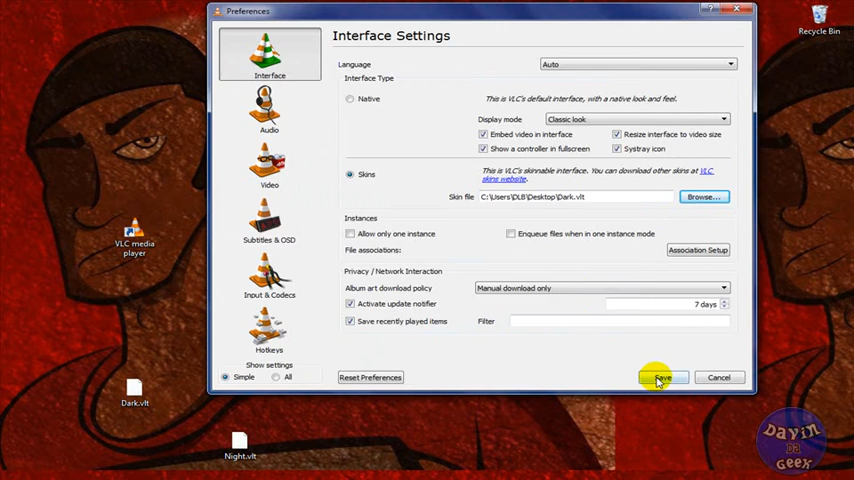 Preferences
Recycle Bin
Interface Settings
Interface
Language
Auto
Interface Type
Native
This is VLC's default interface, with a native look and feel.
Display mode
Classic look
Embed video in interface
Resize interface to video size
Show a controller in fullscreen
Systray icon
Audio
Video
Skins
This is VLC's skinnable interface. You can download other skins at VLC
skins website.
Skin file
C:\Users\DLB\Desktop\Dark.vlt
Browse...
Subtitles & OSD
Instances
Allow only one instance
Enqueue files when in one instance mode
File associations:
Association Setup
VLC media
player
Privacy / Network Interaction
Album art download policy
Manual download only
Input & Codecs
Activate update notifier
7 days
Save recently played items
Filter
Hotkeys
Show settings
Simple
All
Reset Preferences
Save
Cancel
Dark.vlt
Night.vlt
Davin
Da
Geek